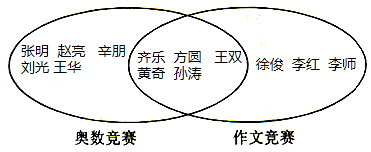 张明 赵亮 辛朋
刘光 王华
齐乐 方圆 王双
黄奇 孙涛
徐俊 李红 李师
奥数竞赛
作文竞赛